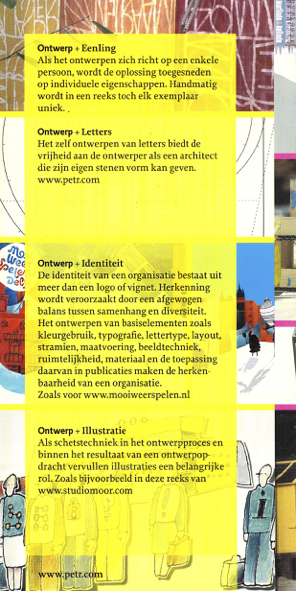 Ontwerp + Eenling
Als het ontwerpen zich richt op een enkele
persoon, wordt de oplossing toegesneden
op individuele eigenschappen. Handmatig
wordt in een reeks toch elk exemplaar
uniek.
Ontwerp + Letters
Het zelf ontwerpen van letters biedt de
vrijheid aan de ontwerper als een architect
die zijn eigen stenen vorm kan geven.
www.petr.com
Ontwerp + Identiteit
De identiteit van een organisatie bestaat uit
meer dan een logo of vignet. Herkenning
wordt veroorzaakt door een afgewogen
balans tussen samenhang en diversiteit.
Het ontwerpen van basiselementen zoals
kleurgebruik, typografie, lettertype, layout,
stramien, maatvoering, beeldtechniek,
ruimtelijkheid, materiaal en de toepassing
daarvan in publicaties maken de herken-
baarheid van een organisatie.
Zoals voor www.mooiweerspelen.nl
Ontwerp + Illustratie
Als schetstechniek in het ontwerpproces en
binnen het resultaat van een ontwerpop-
dracht vervullen illustraties een belangrijke
rol. Zoals bijvoorbeeld in deze reeks van
www.studiomoor.com
www.petr.com